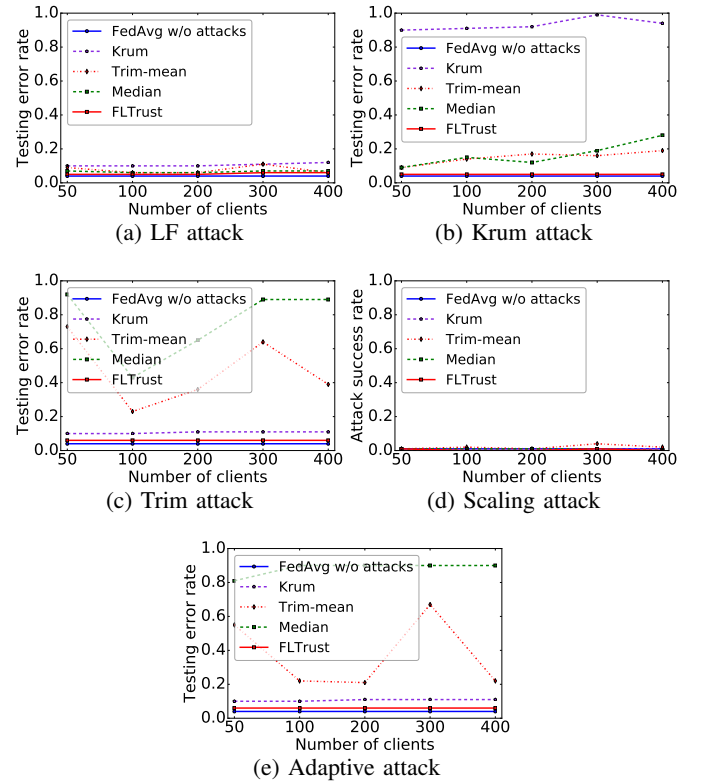 Testing error rate
1.0
0.8
0.6
0.4
0.2
0.0
FedAvg w/o attacks
Krum
Trim-mean
Median
FLTrust
50 100 200 300 400
Number of clients
(a) LF attack
Testing error rate
1.0
0.8
0.6
0.4
0.2
0.0
FedAvg w/o attacks
Krum
Trim-mean
Median
FLTrust
50 100 200 300 400
Number of clients
(b) Krum attack
Testing error rate
1.0
0.8
0.6
0.4
0.2
0.0
FedAvg w/o attacks
Krum
Trim-mean
Median
FLTrust
50 100 200 300 400
Number of clients
(c) Trim attack
Attack success rate
1.0
0.8
0.6
0.4
0.2
0.0
FedAvg w/o attacks
Krum
Trim-mean
Median
FLTrust
50 100 200 300 400
Number of clients
(d) Scaling attack
Testing error rate
1.0
0.8
0.6
0.4
0.2
0.0
FedAvg w/o attacks
Krum
Trim-mean
Median
FLTrust
50 100 200 300 400
Number of clients
(e) Adaptive attack